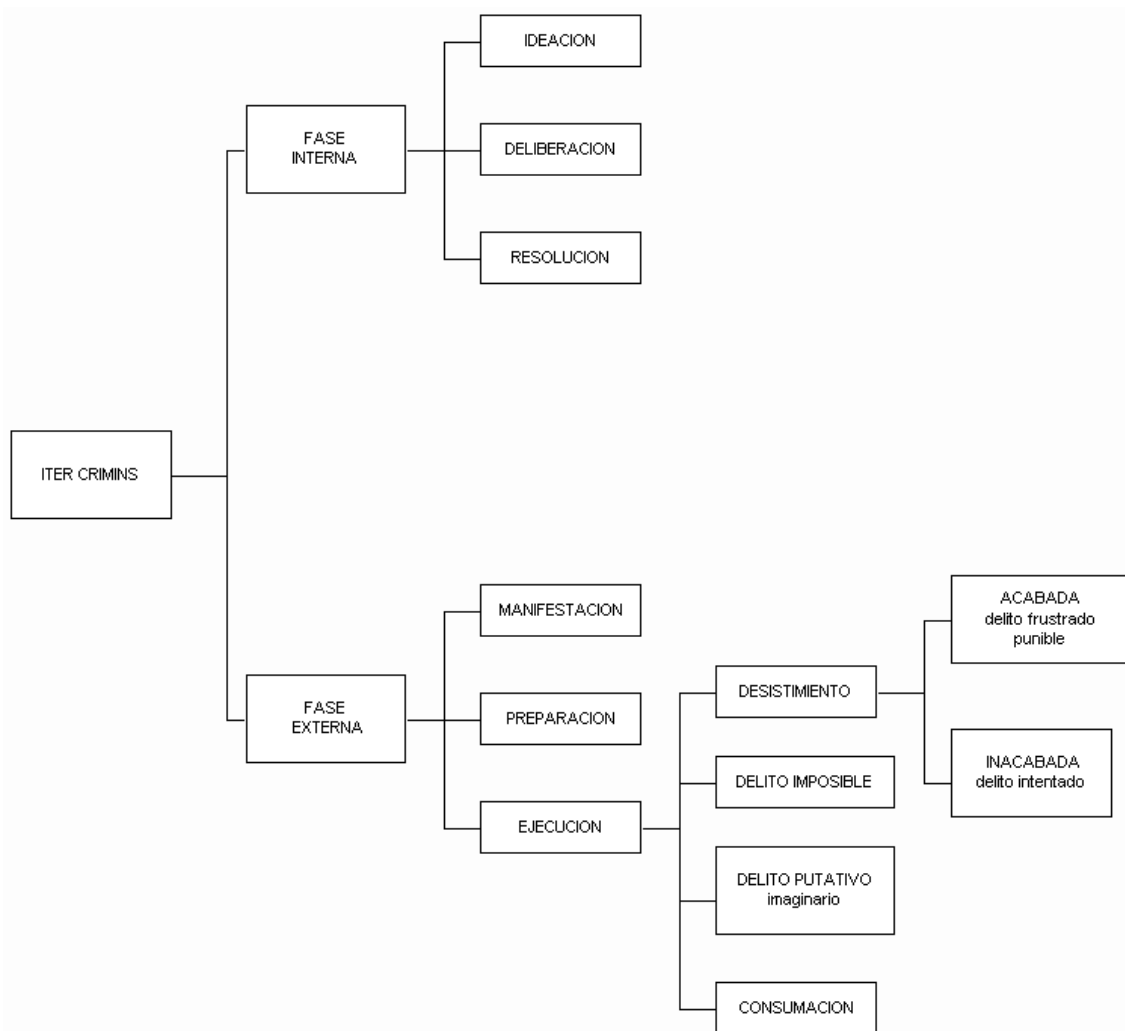 IDEACION
FASE
INTERNA
DELIBERACION
RESOLUCION
ITER CRIMINS
MANIFESTACION
FASE
EXTERNA
PREPARACION
EJECUCION
DESISTIMIENTO
ACABADA
delito frustrado
punible
INACABADA
delito intentado
DELITO IMPOSIBLE
DELITO PUTATIVO
imaginario
CONSUMACION